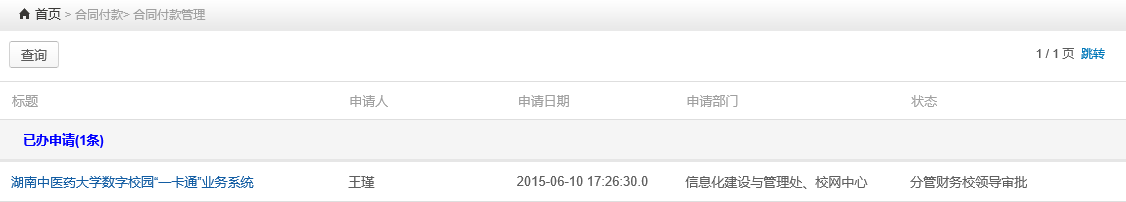 首页 > 合同付款> 合同付款管理
查询 1 / 1 页 跳转
标题 申请人 申请日期 申请部门 状态
已办申请(1条)
湖南中医药大学数字校园“一卡通”业务系统 王瑾 2015-06-10 17:26:30.0 信息化建设与管理处、校网中心 分管财务校领导审批